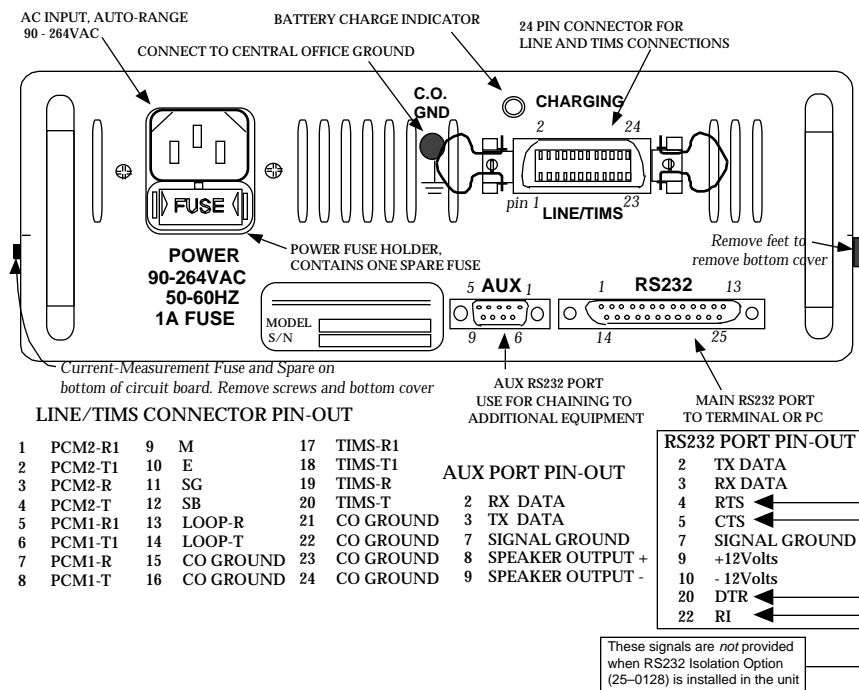 AC INPUT, AUTO-RANGE
90 - 264VAC
BATTERY CHARGE INDICATOR
24 PIN CONNECTOR FOR
LINE AND TIMS CONNECTIONS
CONNECT TO CENTRAL OFFICE GROUND
C.O.
GND
CHARGING
2 24
FUSE
pin 1 23
LINE/TIMS
POWER
90-264VAC
50-60HZ
1A FUSE
POWER FUSE HOLDER,
CONTAINS ONE SPARE FUSE
Remove feet to
remove bottom cover
5 AUX 1
1 RS232 13
MODEL
S/N
9 6
14 25
Current-Measurement Fuse and Spare on
bottom of circuit board. Remove screws and bottom cover
AUX RS232 PORT
USE FOR CHAINING TO
ADDITIONAL EQUIPMENT
MAIN RS232 PORT
TO TERMINAL OR PC
LINE/TIMS CONNECTOR PIN-OUT
1 PCM2-R1
2 PCM2-T1
3 PCM2-R
4 PCM2-T
5 PCM1-R1
6 PCM1-T1
7 PCM1-R
8 PCM1-T
9 M
10 E
11 SG
12 SB
13 LOOP-R
14 LOOP-T
15 CO GROUND
16 CO GROUND
17 TIMS-R1
18 TIMS-T1
19 TIMS-R
20 TIMS-T
21 CO GROUND
22 CO GROUND
23 CO GROUND
24 CO GROUND
AUX PORT PIN-OUT
2 RX DATA
3 TX DATA
7 SIGNAL GROUND
8 SPEAKER OUTPUT +
9 SPEAKER OUTPUT -
RS232 PORT PIN-OUT
2 TX DATA
3 RX DATA
4 RTS
5 CTS
7 SIGNAL GROUND
9 +12Volts
10 - 12Volts
20 DTR
22 RI
These signals are not provided
when RS232 Isolation Option
(25–0128) is installed in the unit